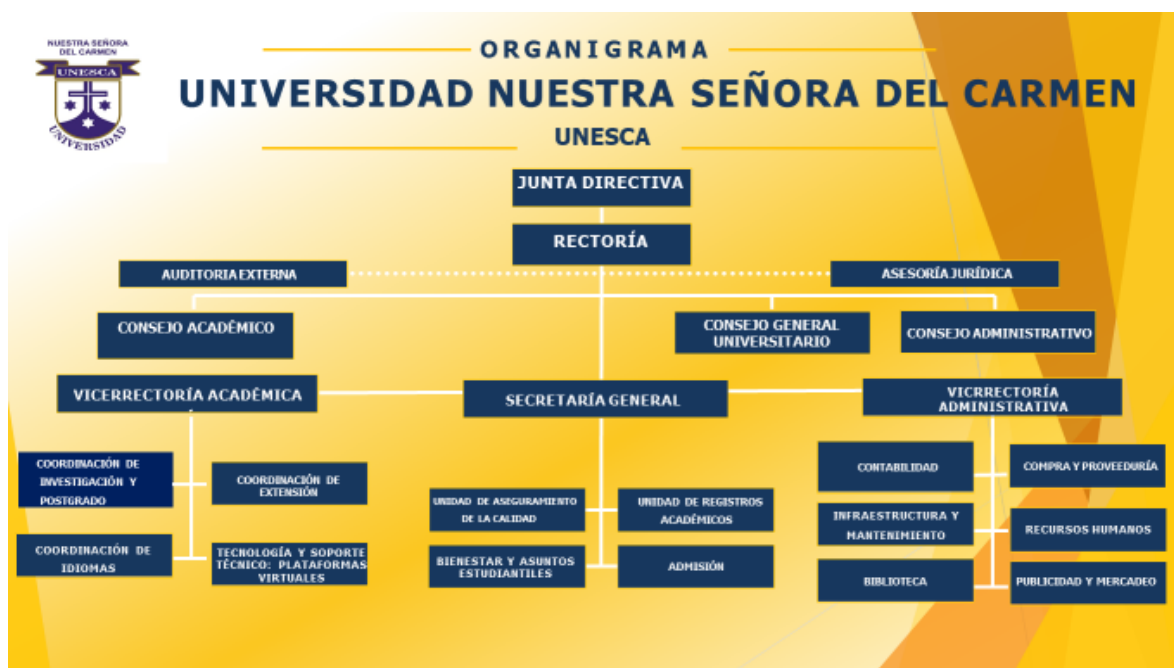 NUESTRA SEÑORA
DEL CARMEN
UNESCA
UNIVERSIDAD
ORGANIGRAMA
UNIVERSIDAD NUESTRA SEÑORA DEL CARMEN
UNESCA
JUNTA DIRECTIVA
RECTORÍA
AUDITORIA EXTERNA
ASESORÍA JURÍDICA
CONSEJO ACADÉMICO
CONSEJO GENERAL
UNIVERSITARIO
CONSEJO ADMINISTRATIVO
VICERRECTORÍA ACADÉMICA
SECRETARÍA GENERAL
VICRRECTORÍA
ADMINISTRATIVA
COORDINACIÓN DE
INVESTIGACIÓN Y
POSTGRADO
COORDINACIÓN DE
EXTENSIÓN
COORDINACIÓN DE
IDIOMAS
TECNOLOGÍA Y SOPORTE
TÉCNICO: PLATAFORMAS
VIRTUALES
UNIDAD DE ASEGURAMIENTO
DE LA CALIDAD
UNIDAD DE REGISTROS
ACADÉMICOS
BIENESTAR Y ASUNTOS
ESTUDIANTILES
ADMISIÓN
CONTABILIDAD
COMPRA Y PROVEEDURÍA
INFRAESTRUCTURA Y
MANTENIMIENTO
RECURSOS HUMANOS
BIBLIOTECA
PUBLICIDAD Y MERCADEO